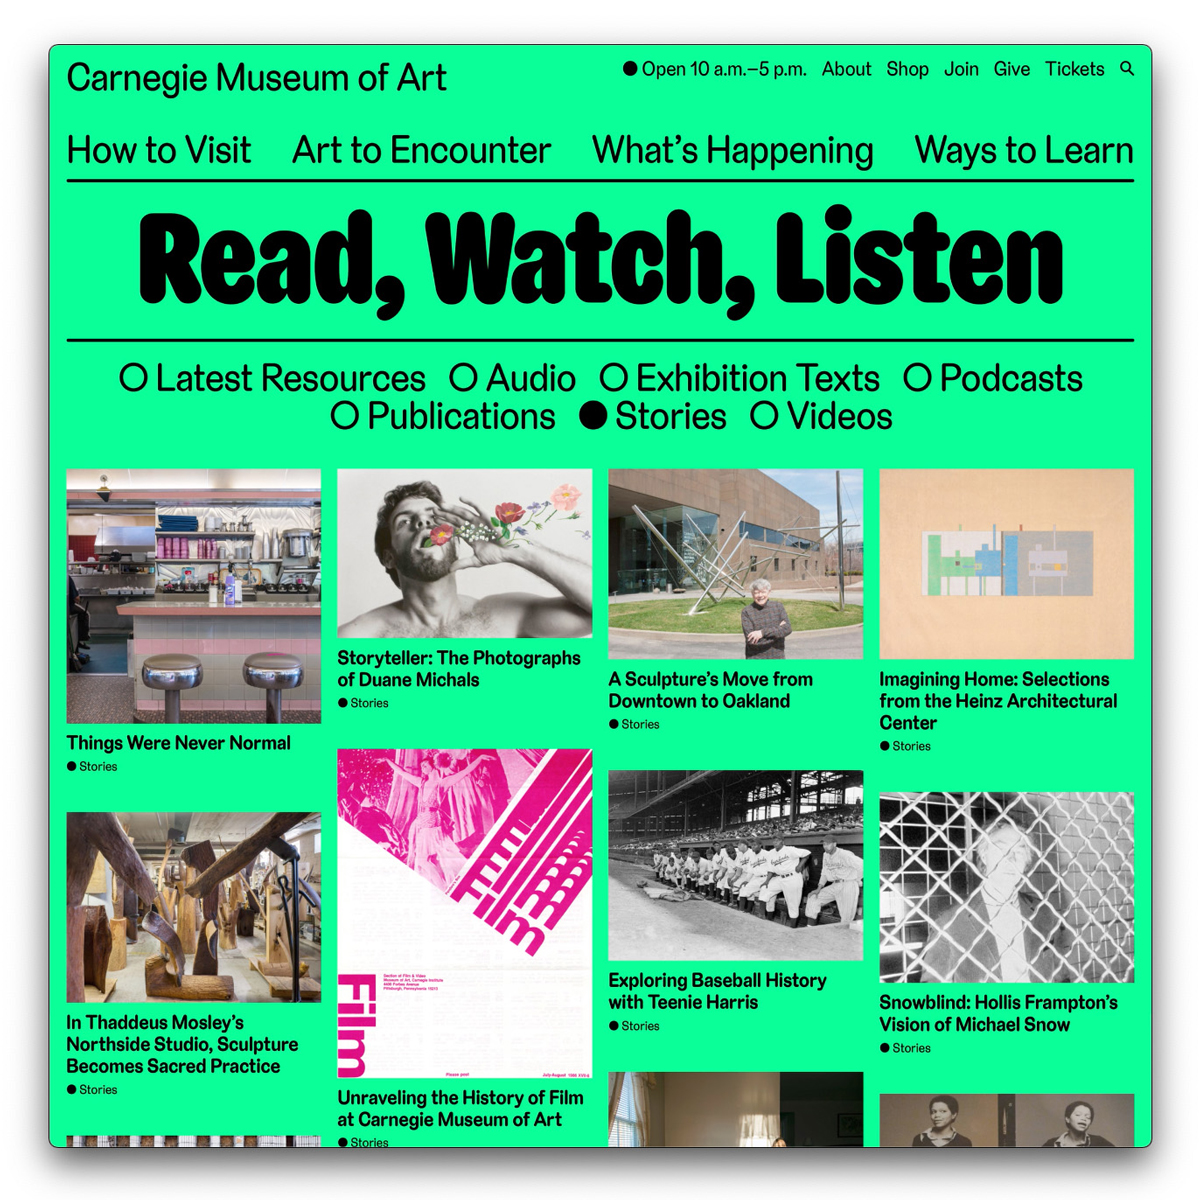 Carnegie Museum of Art
Open 10 a.m.–5 p.m. About Shop Join Give Tickets
How to Visit Art to Encounter What’s Happening Ways to Learn
Read, Watch, Listen
Latest Resources Audio Exhibition Texts Podcasts
Publications Stories Videos
Things Were Never Normal
Stories
In Thaddeus Mosley’s
Northside Studio, Sculpture
Becomes Sacred Practice
Stories
Storyteller: The Photographs
of Duane Michals
Stories
Film
Film
Section of Film & Video
Museum of Art, Carnegie Institute
4400 Forbes Avenue
Pittsburgh, Pennsylvania 15213
Please post
July-August 1985
Unraveling the History of Film
at Carnegie Museum of Art
Stories
A Sculpture’s Move from
Downtown to Oakland
Stories
Exploring Baseball History
with Teenie Harris
Stories
Imagining Home: Selections
from the Heinz Architectural
Center
Stories
Snowblind: Hollis Frampton’s
Vision of Michael Snow
Stories